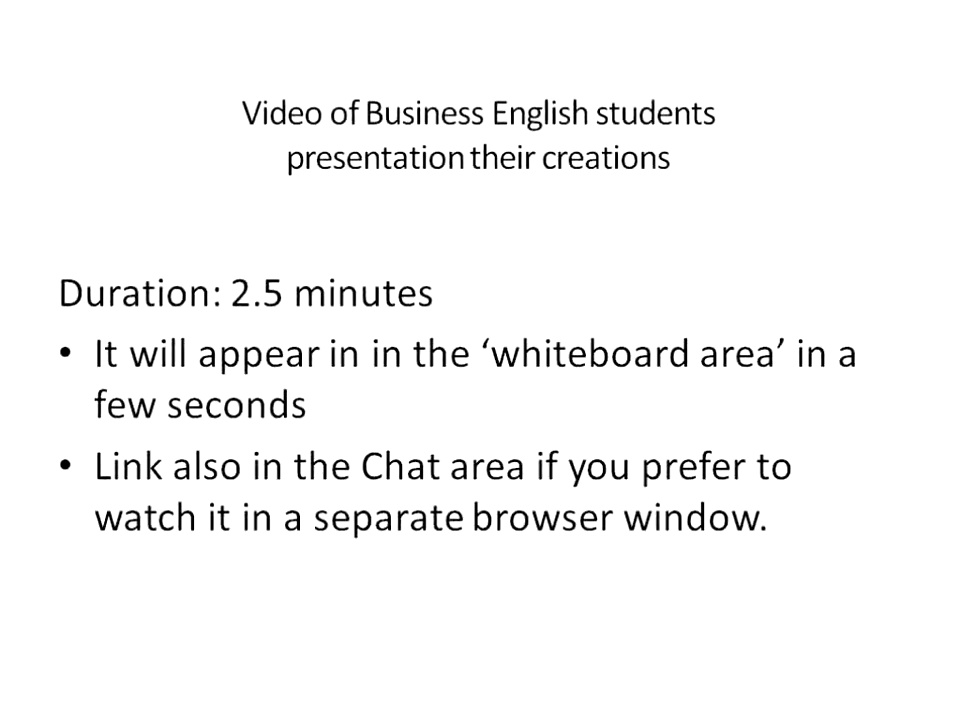 Video of Business English students
presentation their creations
Duration: 2.5 minutes
• It will appear in in the ‘whiteboard area’ in a
few seconds
• Link also in the Chat area if you prefer to
watch it in a separate browser window.